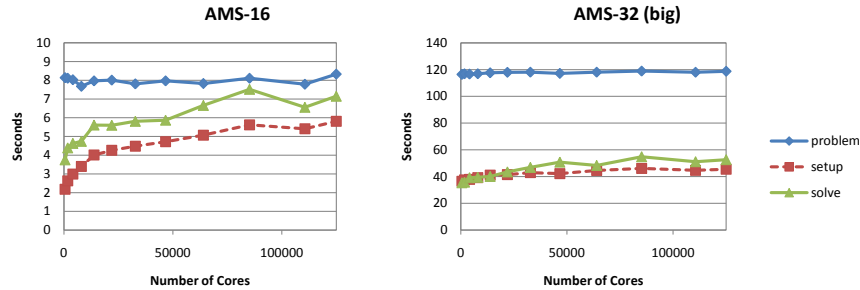 AMS-16
10
9
8
7
6
5
4
3
2
1
0
Seconds
0
50000
100000
Number of Cores
AMS-32 (big)
140
120
100
80
60
40
20
0
Seconds
0
50000
100000
Number of Cores
problem
setup
solve